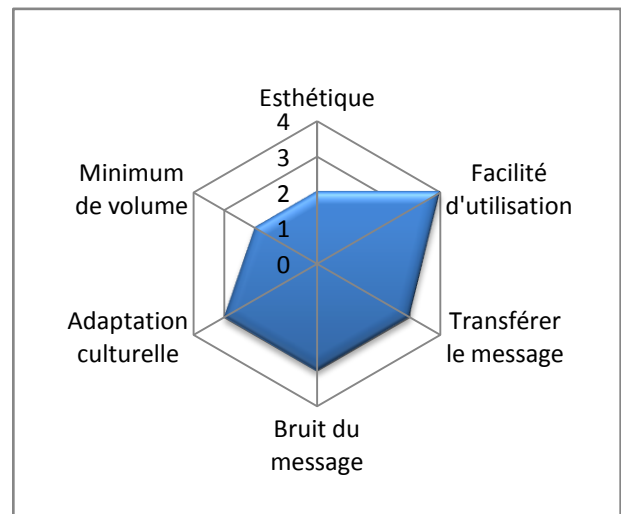 Esthétique
4
3
2
1
0
Facilité
d'utilisation
Transférer
le message
Bruit du
message
Adaptation
culturelle
Minimum
de volume